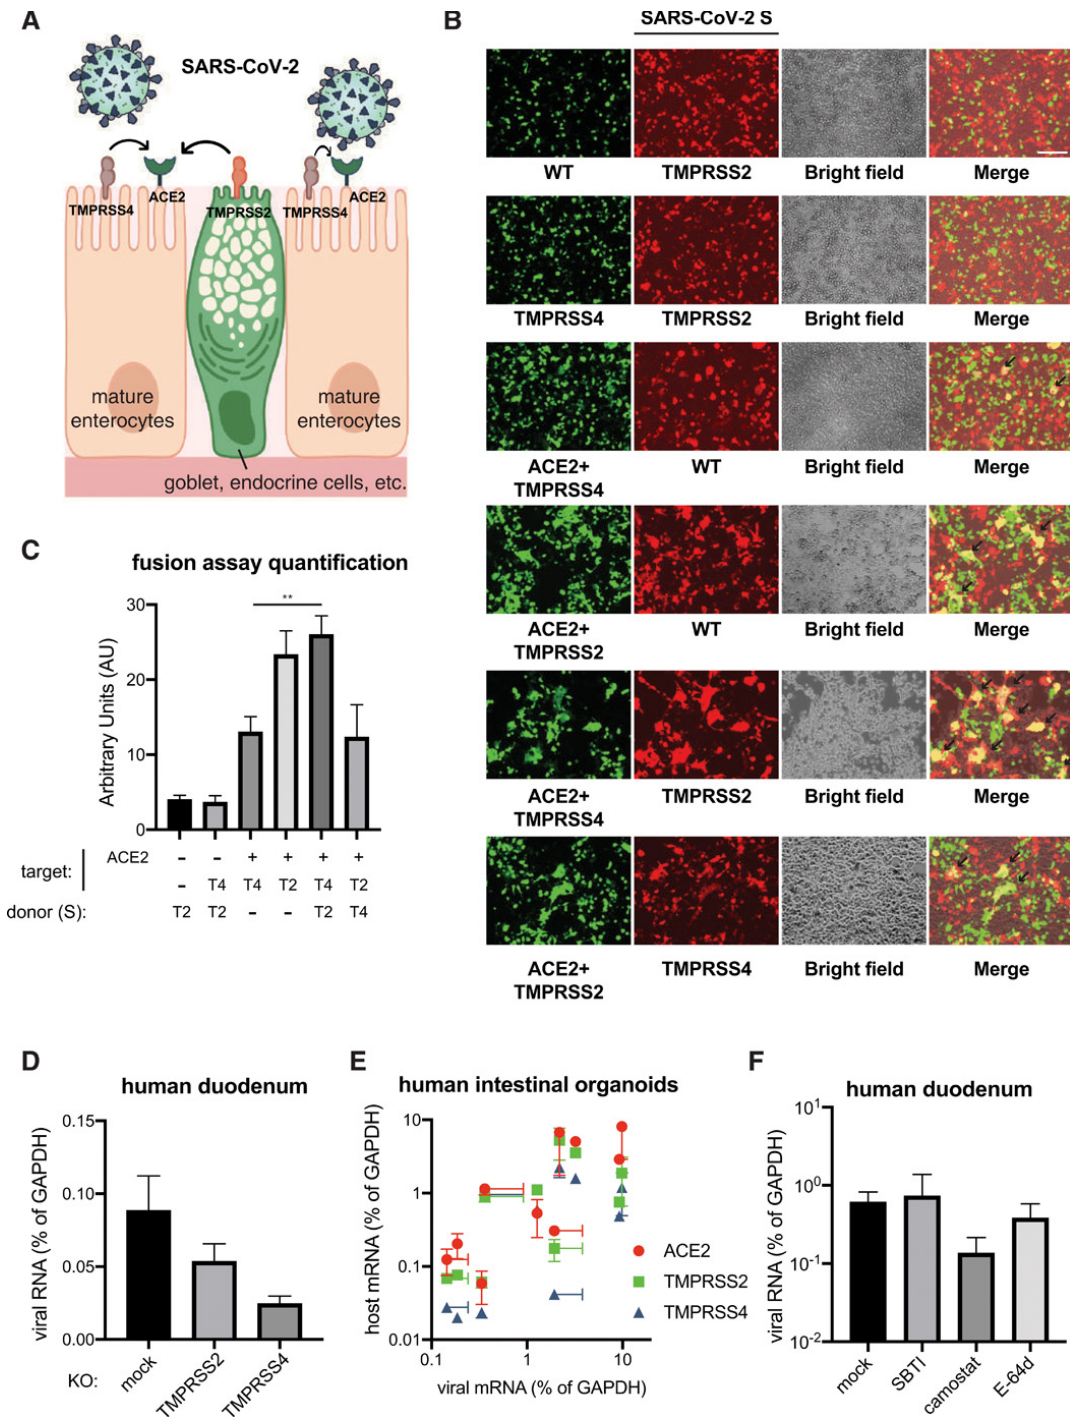 A
SARS-CoV-2
TMPRSS4
ACE2
TMPRSS2
TMPRSS4
ACE2
mature
enterocytes
mature
enterocytes
goblet, endocrine cells, etc.
B
SARS-CoV-2 S
WT TMPRSS2 Bright field Merge
TMPRSS4 TMPRSS2 Bright field Merge
ACE2+
TMPRSS4 WT Bright field Merge
ACE2+
TMPRSS2 WT Bright field Merge
ACE2+
TMPRSS4 TMPRSS2 Bright field Merge
ACE2+
TMPRSS2 TMPRSS4 Bright field Merge
C
fusion assay quantification
Arbitrary Units (AU)
30
20
10
0
**
ACE2 - - + + + +
target: - T4 T4 T2 T4 T2
donor (S): T2 T2 - - T2 T4
D
human duodenum
viral RNA (% of GAPDH)
0.15
0.10
0.05
0.00
KO: mock TMPRSS2 TMPRSS4
E
human intestinal organoids
host mRNA (% of GAPDH)
10
1
0.1
0.01
0.1 1 10
viral mRNA (% of GAPDH)
ACE2
TMPRSS2
TMPRSS4
F
human duodenum
viral RNA (% of GAPDH)
10¹
10⁰
10⁻¹
10⁻²
mock SBTI camostat E-64d